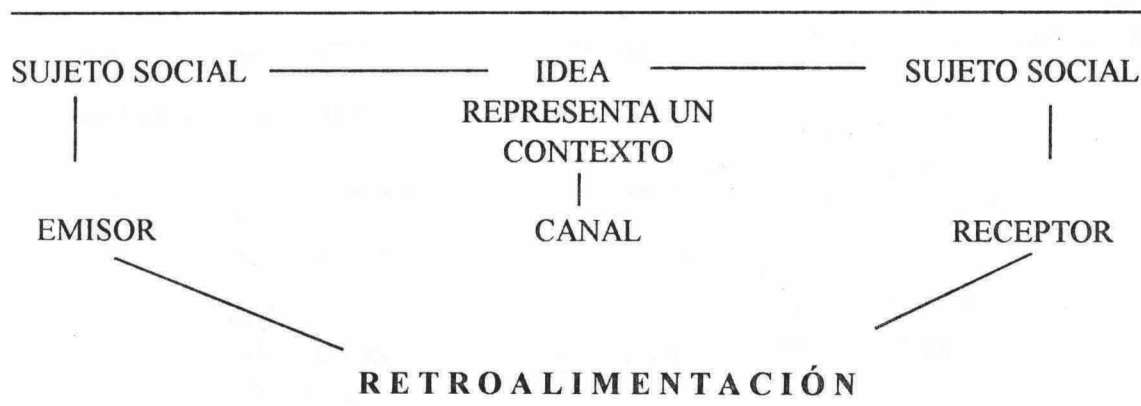 SUJETO SOCIAL IDEA SUJETO SOCIAL
REPRESENTA UN
CONTEXTO
EMISOR CANAL RECEPTOR
RETROALIMENTACIÓN